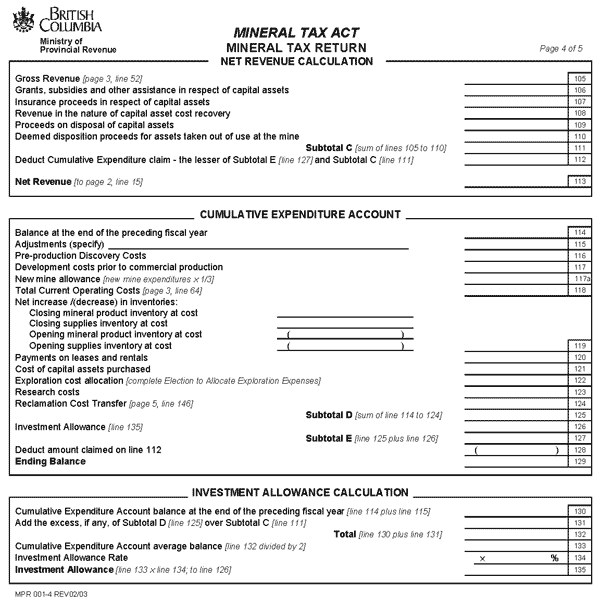 BRITISH
COLUMBIA
Ministry of
Provincial Revenue
MINERAL TAX ACT
MINERAL TAX RETURN
Page 4 of 5
NET REVENUE CALCULATION
Gross Revenue [page 3, line 52] 105
Grants, subsidies and other assistance in respect of capital assets 106
Insurance proceeds in respect of capital assets 107
Revenue in the nature of capital asset cost recovery 108
Proceeds on disposal of capital assets 109
Deemed disposition proceeds for assets taken out of use at the mine 110
Subtotal C [sum of lines 105 to 110] 111
Deduct Cumulative Expenditure claim - the lesser of Subtotal E [line 127] and Subtotal C [line 111] 112
Net Revenue [to page 2, line 15] 113
CUMULATIVE EXPENDITURE ACCOUNT
Balance at the end of the preceding fiscal year 114
Adjustments (specify) 115
Pre-production Discovery Costs 116
Development costs prior to commercial production 117
New mine allowance [new mine expenditures x 1/3] 117a
Total Current Operating Costs [page 3, line 64] 118
Net increase /(decrease) in inventories:
Closing mineral product inventory at cost
Closing supplies inventory at cost
Opening mineral product inventory at cost ( )
Opening supplies inventory at cost ( ) 119
Payments on leases and rentals 120
Cost of capital assets purchased 121
Exploration cost allocation [complete Election to Allocate Exploration Expenses] 122
Research costs 123
Reclamation Cost Transfer [page 5, line 146] 124
Subtotal D [sum of line 114 to 124] 125
Investment Allowance [line 135] 126
Subtotal E [line 125 plus line 126] 127
Deduct amount claimed on line 112 ( ) 128
Ending Balance 129
INVESTMENT ALLOWANCE CALCULATION
Cumulative Expenditure Account balance at the end of the preceding fiscal year [line 114 plus line 115] 130
Add the excess, if any, of Subtotal D [line 125] over Subtotal C [line 111] 131
Total [line 130 plus line 131] 132
Cumulative Expenditure Account average balance [line 132 divided by 2] 133
Investment Allowance Rate x % 134
Investment Allowance [line 133 x line 134; to line 126] 135
MPR 001-4 REV02/03